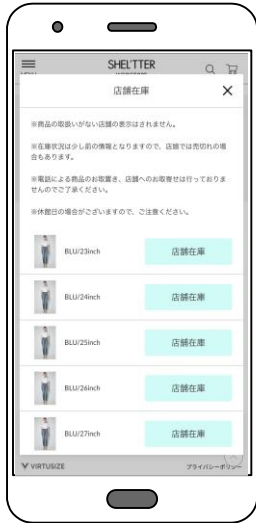 SHEL'TTER
店舗在庫
※商品の取扱いがない店舗の表示はされません。
※在庫状況は少し前の情報となりますので、店舗では売切れの場
合もあります。
※電話による商品のお取置き、店舗へのお取寄せは行っておりま
せんのでご了承ください。
※休館日の場合がございますので、ご注意ください。
BLU/23inch 店舗在庫
BLU/24inch 店舗在庫
BLU/25inch 店舗在庫
BLU/26inch 店舗在庫
BLU/27inch 店舗在庫
VIRTUSIZE プライバシーポリシー